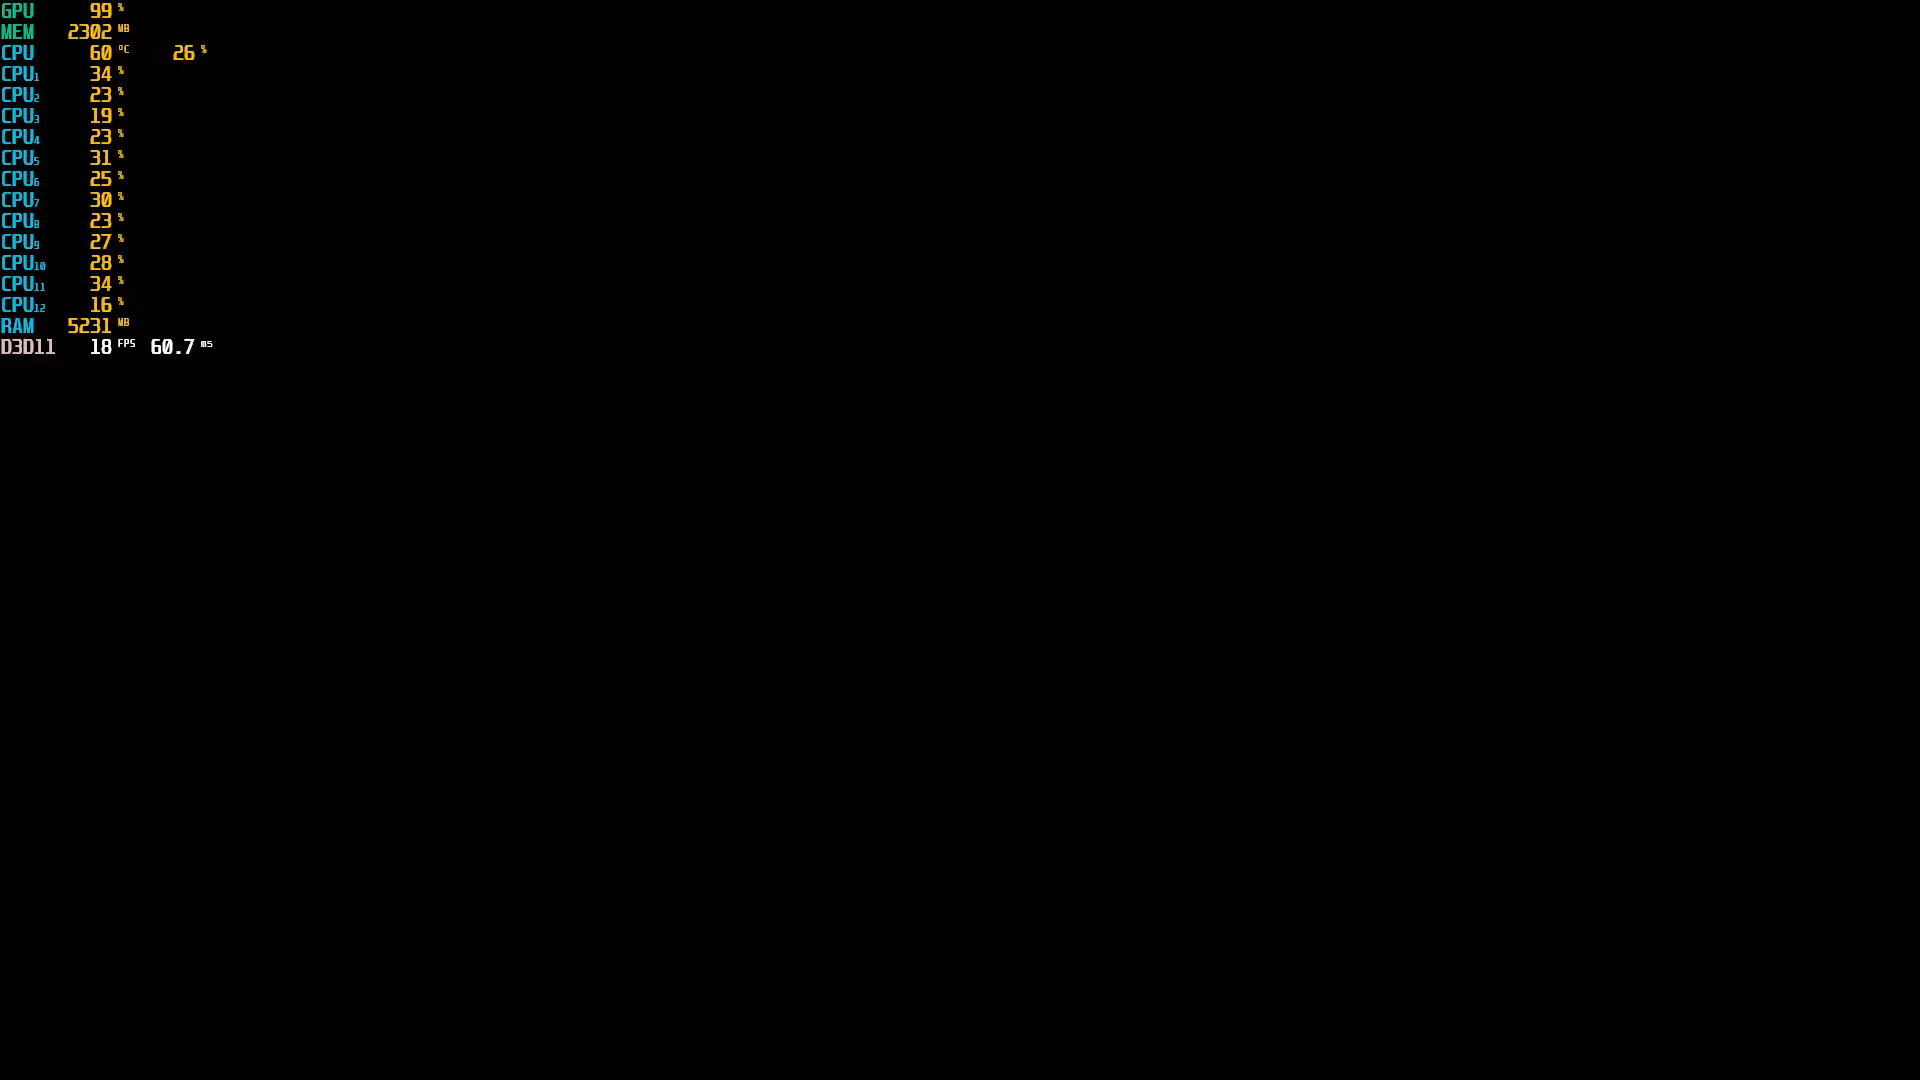 GPU 99 %
MEM 2302 MB
CPU 60 °C 26 %
CPU1 34 %
CPU2 23 %
CPU3 19 %
CPU4 23 %
CPU5 31 %
CPU6 25 %
CPU7 30 %
CPU8 23 %
CPU9 27 %
CPU10 28 %
CPU11 34 %
CPU12 16 %
RAM 5231 MB
D3D11 18 FPS 60.7 ms